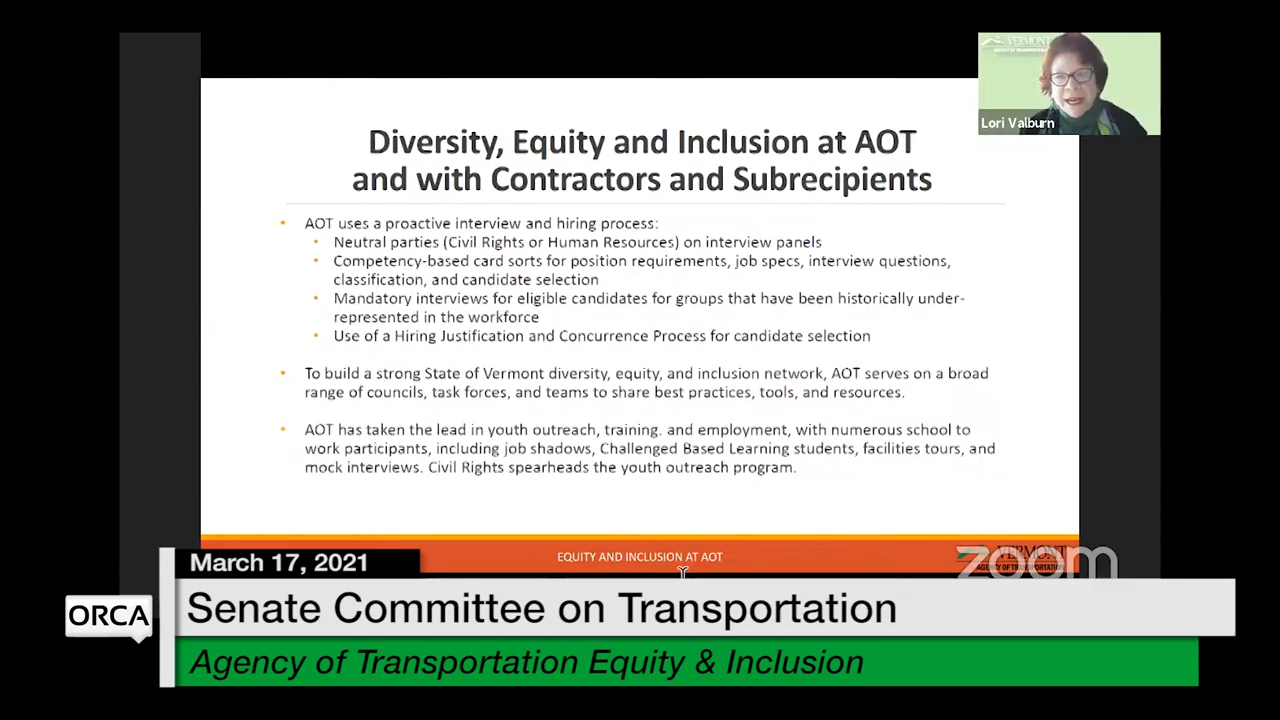 VERMONT
AGENCY OF TRANSPORTATION
Lori Valburn
Diversity, Equity and Inclusion at AOT
and with Contractors and Subrecipients
• AOT uses a proactive interview and hiring process:
• Neutral parties (Civil Rights or Human Resources) on interview panels
• Competency-based card sorts for position requirements, job specs, interview questions,
classification, and candidate selection
• Mandatory interviews for eligible candidates for groups that have been historically under-
represented in the workforce
• Use of a Hiring Justification and Concurrence Process for candidate selection
• To build a strong State of Vermont diversity, equity, and inclusion network, AOT serves on a broad
range of councils, task forces, and teams to share best practices, tools, and resources.
• AOT has taken the lead in youth outreach, training. and employment, with numerous school to
work participants, including job shadows, Challenged Based Learning students, facilities tours, and
mock interviews. Civil Rights spearheads the youth outreach program.
EQUITY AND INCLUSION AT AOT
VERMONT
AGENCY OF TRANSPORTATION
zoom
March 17, 2021
ORCA
Senate Committee on Transportation
Agency of Transportation Equity & Inclusion